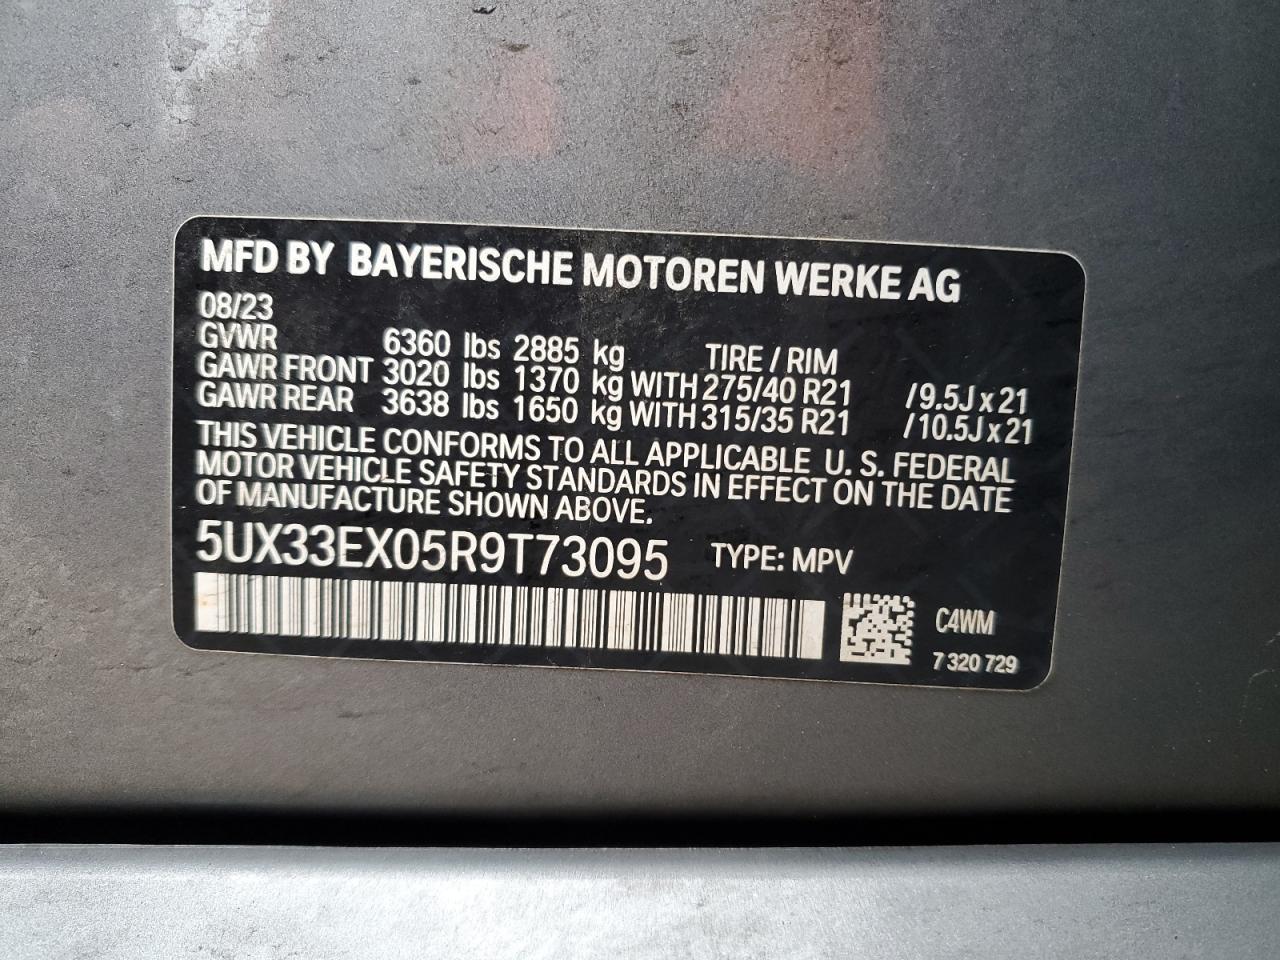 MFD BY BAYERISCHE MOTOREN WERKE AG
08/23
GVWR 6360 lbs 2885 kg TIRE / RIM
GAWR FRONT 3020 lbs 1370 kg WITH 275/40 R21 /9.5J x 21
GAWR REAR 3638 lbs 1650 kg WITH 315/35 R21 /10.5J x 21
THIS VEHICLE CONFORMS TO ALL APPLICABLE U. S. FEDERAL
MOTOR VEHICLE SAFETY STANDARDS IN EFFECT ON THE DATE
OF MANUFACTURE SHOWN ABOVE.
5UX33EX05R9T73095 TYPE: MPV
C4WM
7 320 729